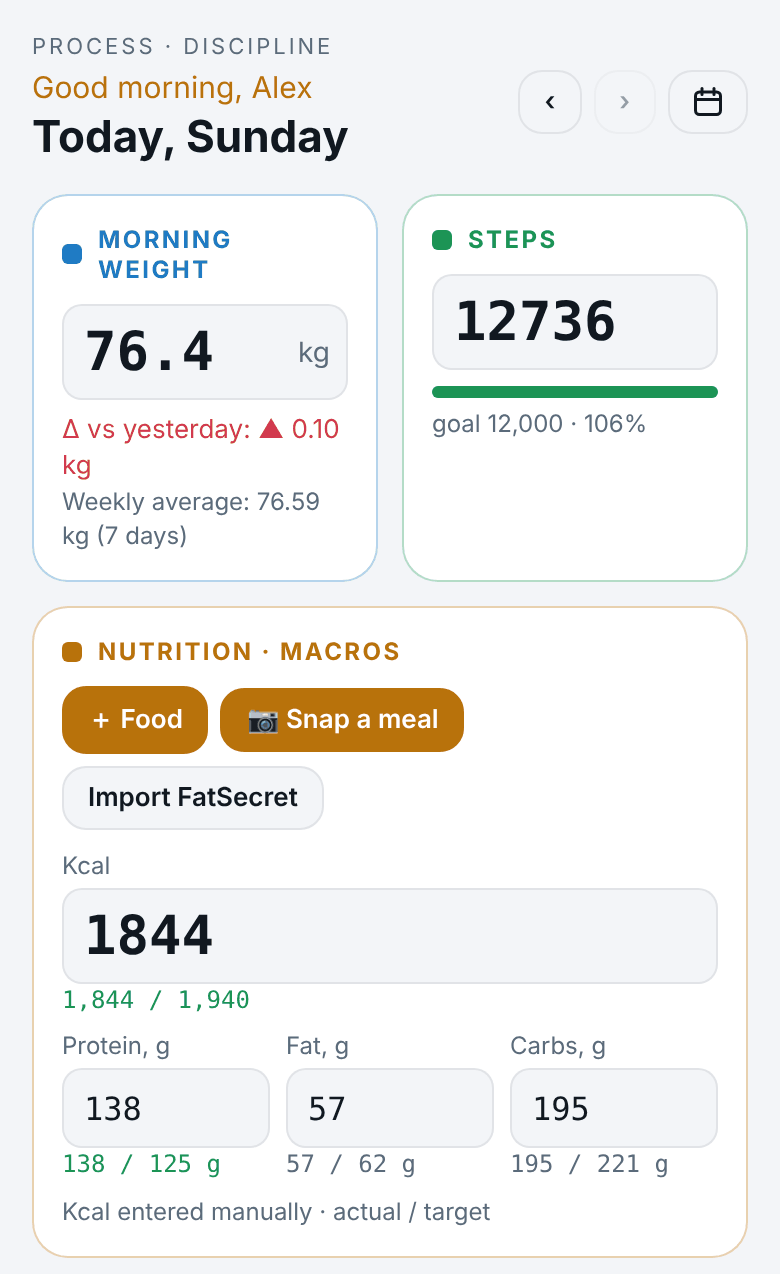 PROCESS · DISCIPLINE
Good morning, Alex
Today, Sunday
‹
›
MORNING
WEIGHT
76.4 kg
Δ vs yesterday: ▲ 0.10
kg
Weekly average: 76.59
kg (7 days)
STEPS
12736
goal 12,000 · 106%
NUTRITION · MACROS
+ Food
📷 Snap a meal
Import FatSecret
Kcal
1844
1,844 / 1,940
Protein, g Fat, g Carbs, g
138 57 195
138 / 125 g 57 / 62 g 195 / 221 g
Kcal entered manually · actual / target